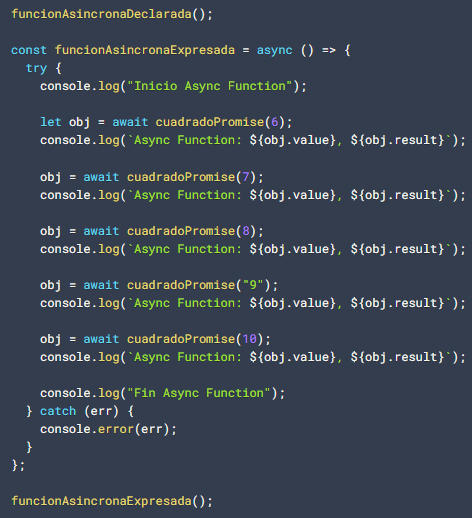 funcionAsincronaDeclarada();
const funcionAsincronaExpresada = async () => {
try {
console.log("Inicio Async Function");
let obj = await cuadradoPromise(6);
console.log(`Async Function: ${obj.value}, ${obj.result}`);
obj = await cuadradoPromise(7);
console.log(`Async Function: ${obj.value}, ${obj.result}`);
obj = await cuadradoPromise(8);
console.log(`Async Function: ${obj.value}, ${obj.result}`);
obj = await cuadradoPromise("9");
console.log(`Async Function: ${obj.value}, ${obj.result}`);
obj = await cuadradoPromise(10);
console.log(`Async Function: ${obj.value}, ${obj.result}`);
console.log("Fin Async Function");
} catch (err) {
console.error(err);
}
};
funcionAsincronaExpresada();